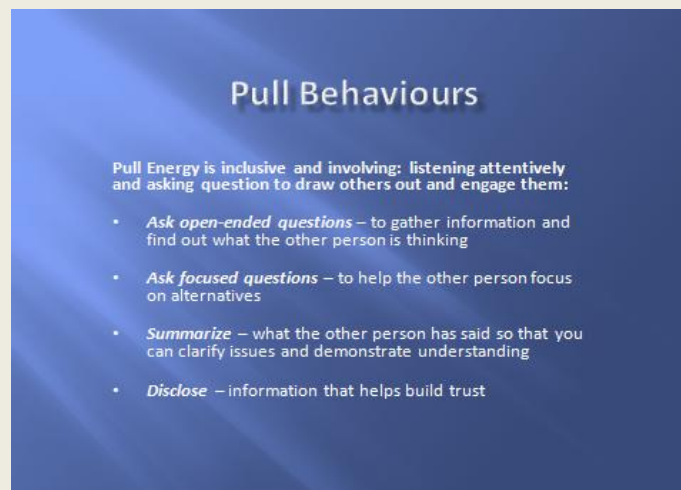 Pull Behaviours
Pull Energy is inclusive and involving: listening attentively
and asking question to draw others out and engage them:
• Ask open-ended questions – to gather information and
find out what the other person is thinking
• Ask focused questions – to help the other person focus
on alternatives
• Summarize – what the other person has said so that you
can clarify issues and demonstrate understanding
• Disclose – information that helps build trust